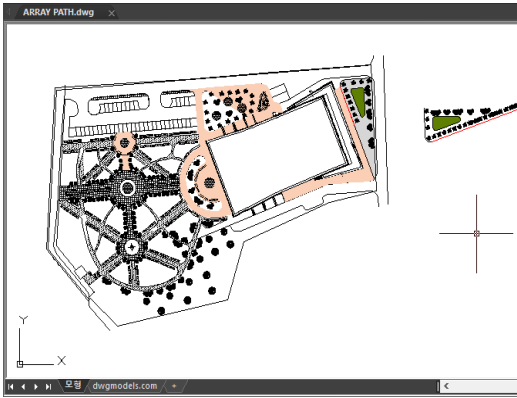 ARRAY PATH.dwg
Y
X
모형 dwgmodels.com +